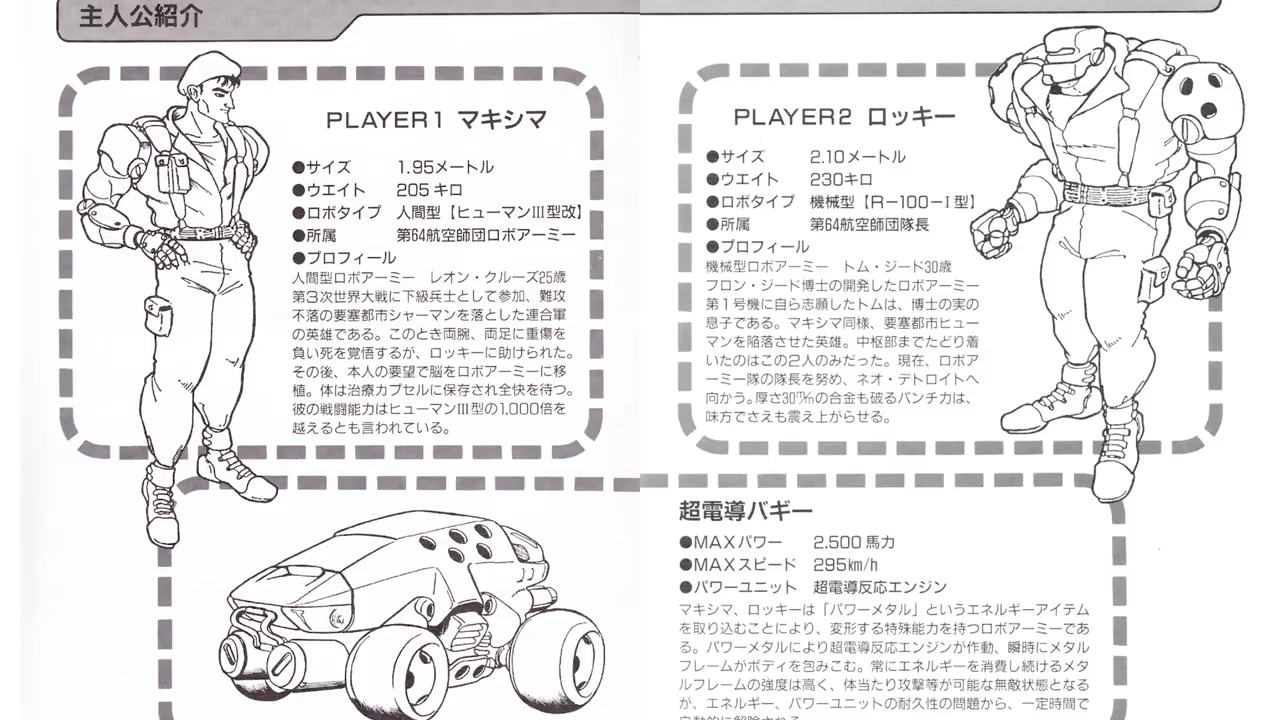 主人公紹介
PLAYER1 マキシマ
●サイズ 1.95メートル
●ウエイト 205キロ
●ロボタイプ 人間型【ヒューマンⅢ型改】
●所属 第64航空師団ロボアーミー
●プロフィール
人間型ロボアーミー レオン・クルーズ25歳
第3次世界大戦に下級兵士として参加、難攻
不落の要塞都市シャーマンを落とした連合軍
の英雄である。このとき両腕、両足に重傷を
負い死を覚悟するが、ロッキーに助けられた。
その後、本人の要望で脳をロボアーミーに移
植。体は治療カプセルに保存され全快を待つ。
彼の戦闘能力はヒューマンⅢ型の1,000倍を
越えるとも言われている。
PLAYER2 ロッキー
●サイズ 2.10メートル
●ウエイト 230キロ
●ロボタイプ 機械型【R-100-I型】
●所属 第64航空師団隊長
●プロフィール
機械型ロボアーミー トム・ジード30歳
フロン・ジード博士の開発したロボアーミー
第1号機に自ら志願したトムは、博士の実の
息子である。マキシマ同様、要塞都市ヒュー
マンを陥落させた英雄。中枢部までたどり着
いたのはこの2人のみだった。現在、ロボア
ーミー隊の隊長を努め、ネオ・デトロイトへ
向かう。厚さ30㍉の合金も破るパンチ力は、
味方でさえも震え上がらせる。
超電導バギー
●MAXパワー 2.500馬力
●MAXスピード 295km/h
●パワーユニット 超電導反応エンジン
マキシマ、ロッキーは「パワーメタル」というエネルギーアイテム
を取り込むことにより、変形する特殊能力を持つロボアーミーであ
る。パワーメタルにより超電導反応エンジンが作動、瞬時にメタル
フレームがボディを包みこむ。常にエネルギーを消費し続けるメタ
ルフレームの強度は高く、体当たり攻撃等が可能な無敵状態となる
が、エネルギー、パワーユニットの耐久性の問題から、一定時間で
自動的に解除される。